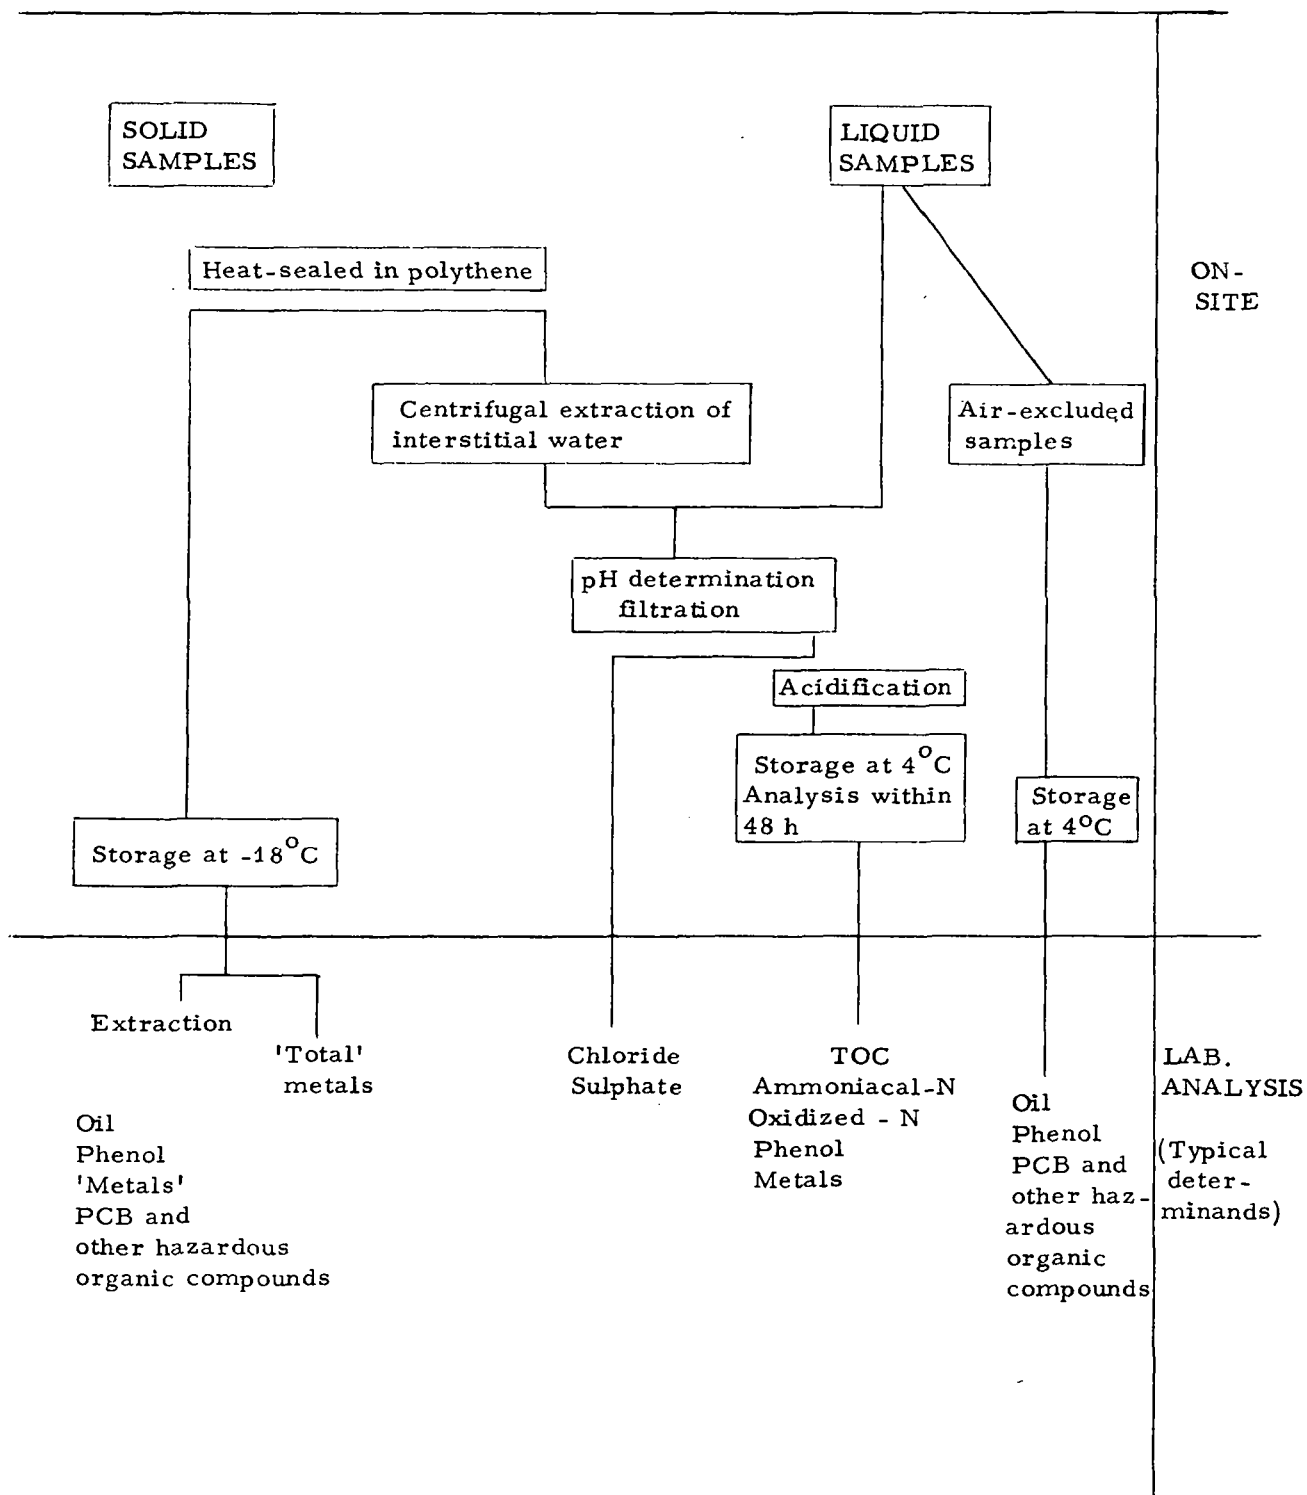 SOLID
SAMPLES
LIQUID
SAMPLES
Heat-sealed in polythene
ON-
SITE
Centrifugal extraction of
interstitial water
Air-excluded
samples
pH determination
filtration
Acidification
Storage at 4°C
Analysis within
48 h
Storage
at 4°C
Storage at -18°C
Extraction
'Total'
metals
Oil
Phenol
'Metals'
PCB and
other hazardous
organic compounds
Chloride
Sulphate
TOC
Ammoniacal-N
Oxidized - N
Phenol
Metals
Oil
Phenol
PCB and
other haz-
ardous
organic
compounds
LAB.
ANALYSIS
(Typical
deter-
minands)